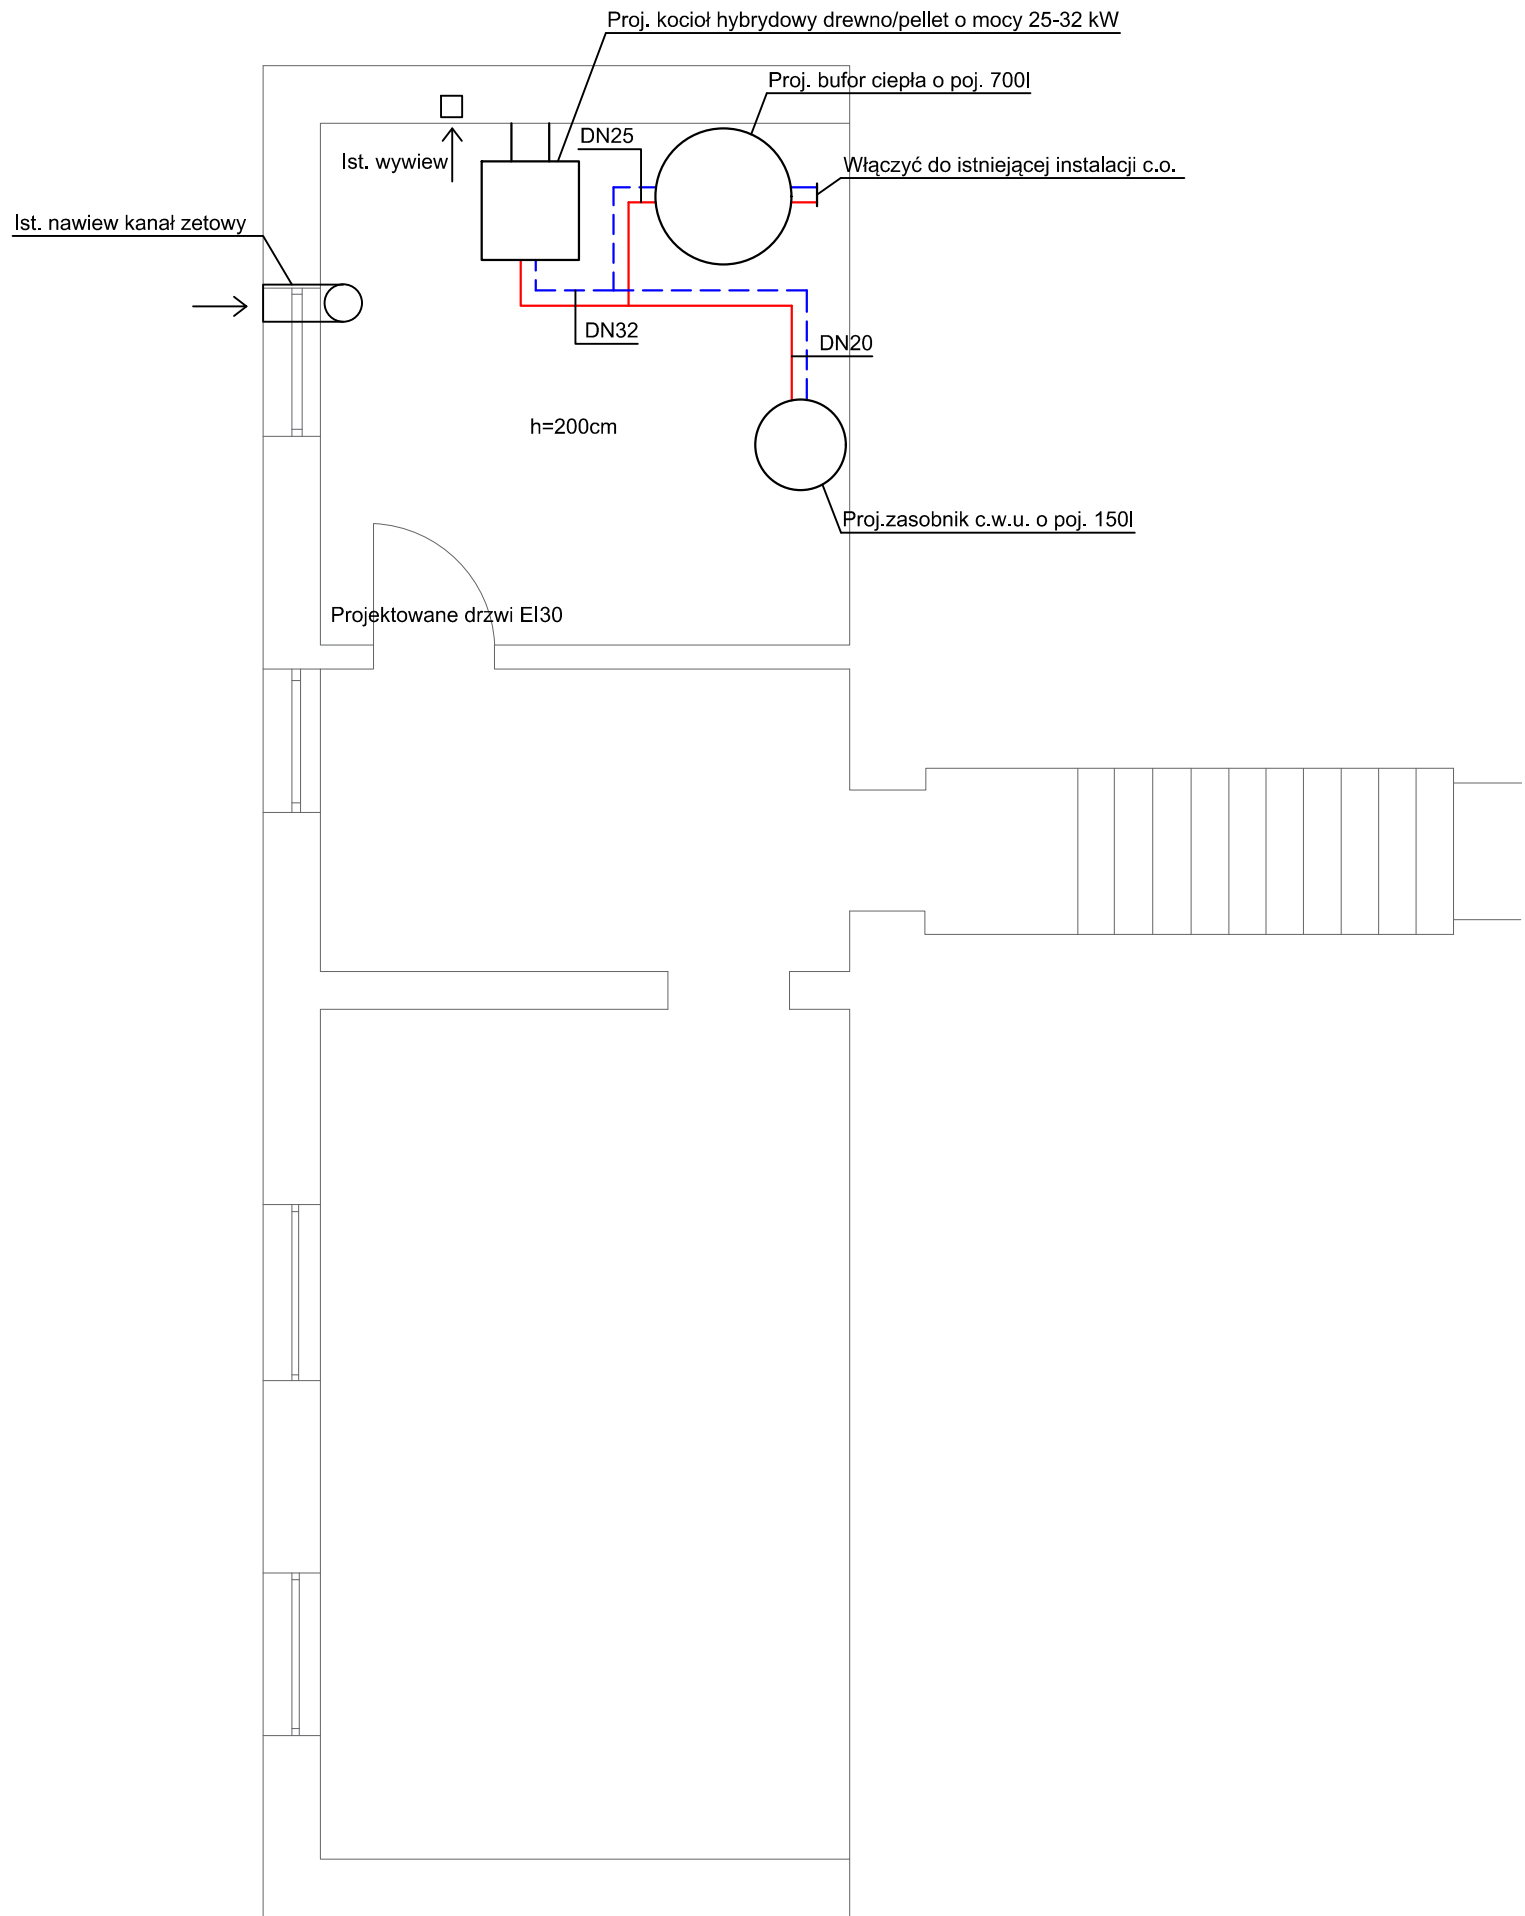 Proj. kocioł hybrydowy drewno/pellet o mocy 25-32 kW
Proj. bufor ciepła o poj. 700l
DN25
Ist. wywiew
Włączyć do istniejącej instalacji c.o.
Ist. nawiew kanał zetowy
DN32
DN20
h=200cm
Proj.zasobnik c.w.u. o poj. 150l
Projektowane drzwi EI30